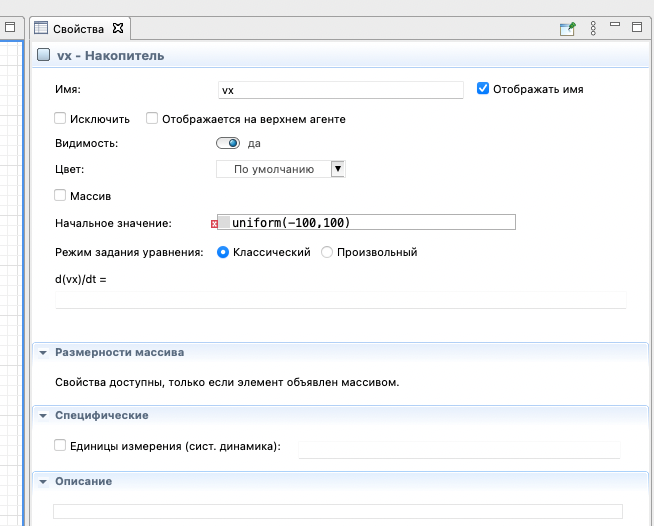 Свойства
vx - Накопитель
Имя: vx Отображать имя
Исключить Отображается на верхнем агенте
Видимость: да
Цвет: По умолчанию
Массив
Начальное значение: uniform(-100,100)
Режим задания уравнения: Классический Произвольный
d(vx)/dt =
Размерности массива
Свойства доступны, только если элемент объявлен массивом.
Специфические
Единицы измерения (сист. динамика):
Описание